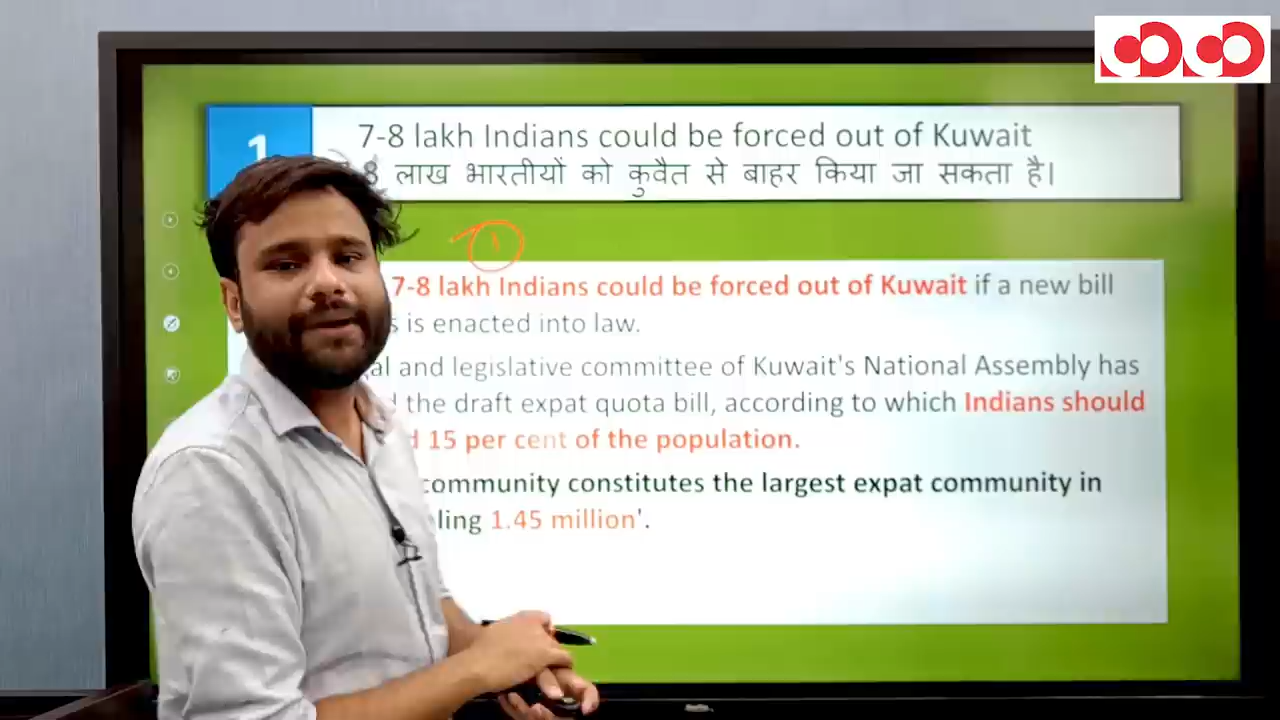 1
7-8 lakh Indians could be forced out of Kuwait
8 लाख भारतीयों को कुवैत से बाहर किया जा सकता है।
1
7-8 lakh Indians could be forced out of Kuwait if a new bill
is enacted into law.
and legislative committee of Kuwait's National Assembly has
the draft expat quota bill, according to which Indians should
15 per cent of the population.
community constitutes the largest expat community in
1.45 million'.